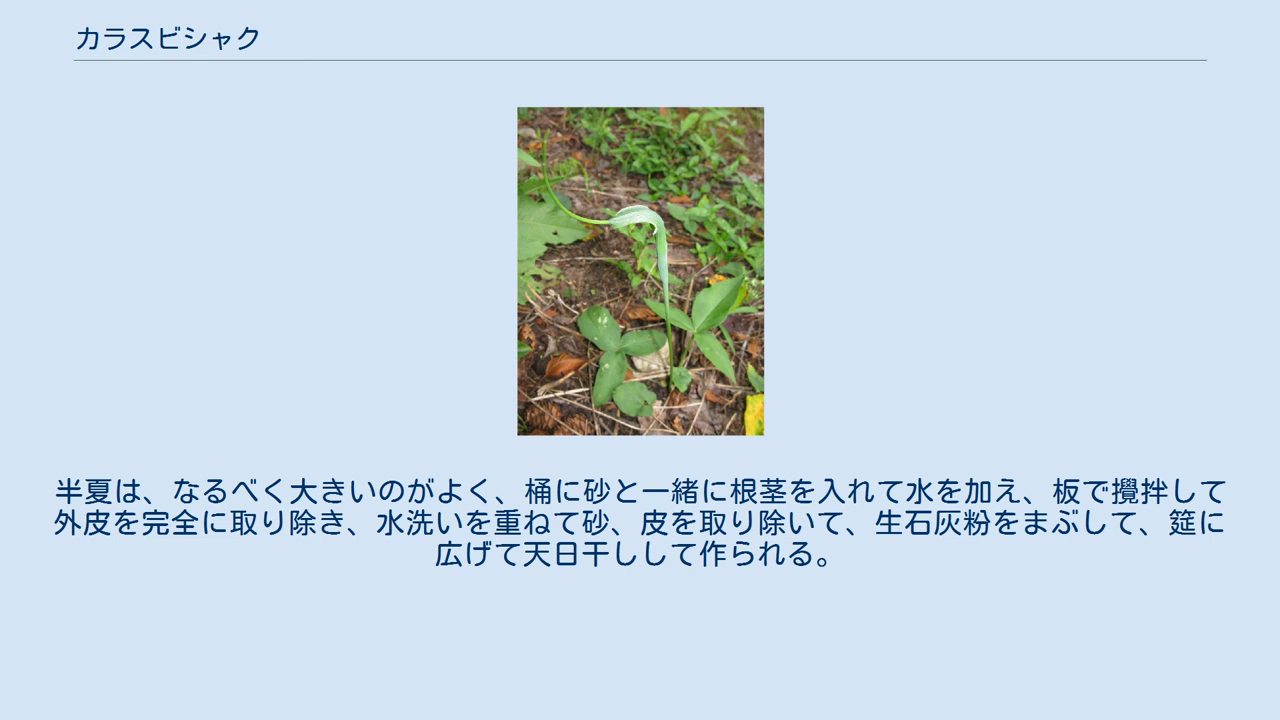 カラスビシャク
半夏は、なるべく大きいのがよく、桶に砂と一緒に根茎を入れて水を加え、板で攪拌して
外皮を完全に取り除き、水洗いを重ねて砂、皮を取り除いて、生石灰粉をまぶして、筵に
広げて天日干しして作られる。